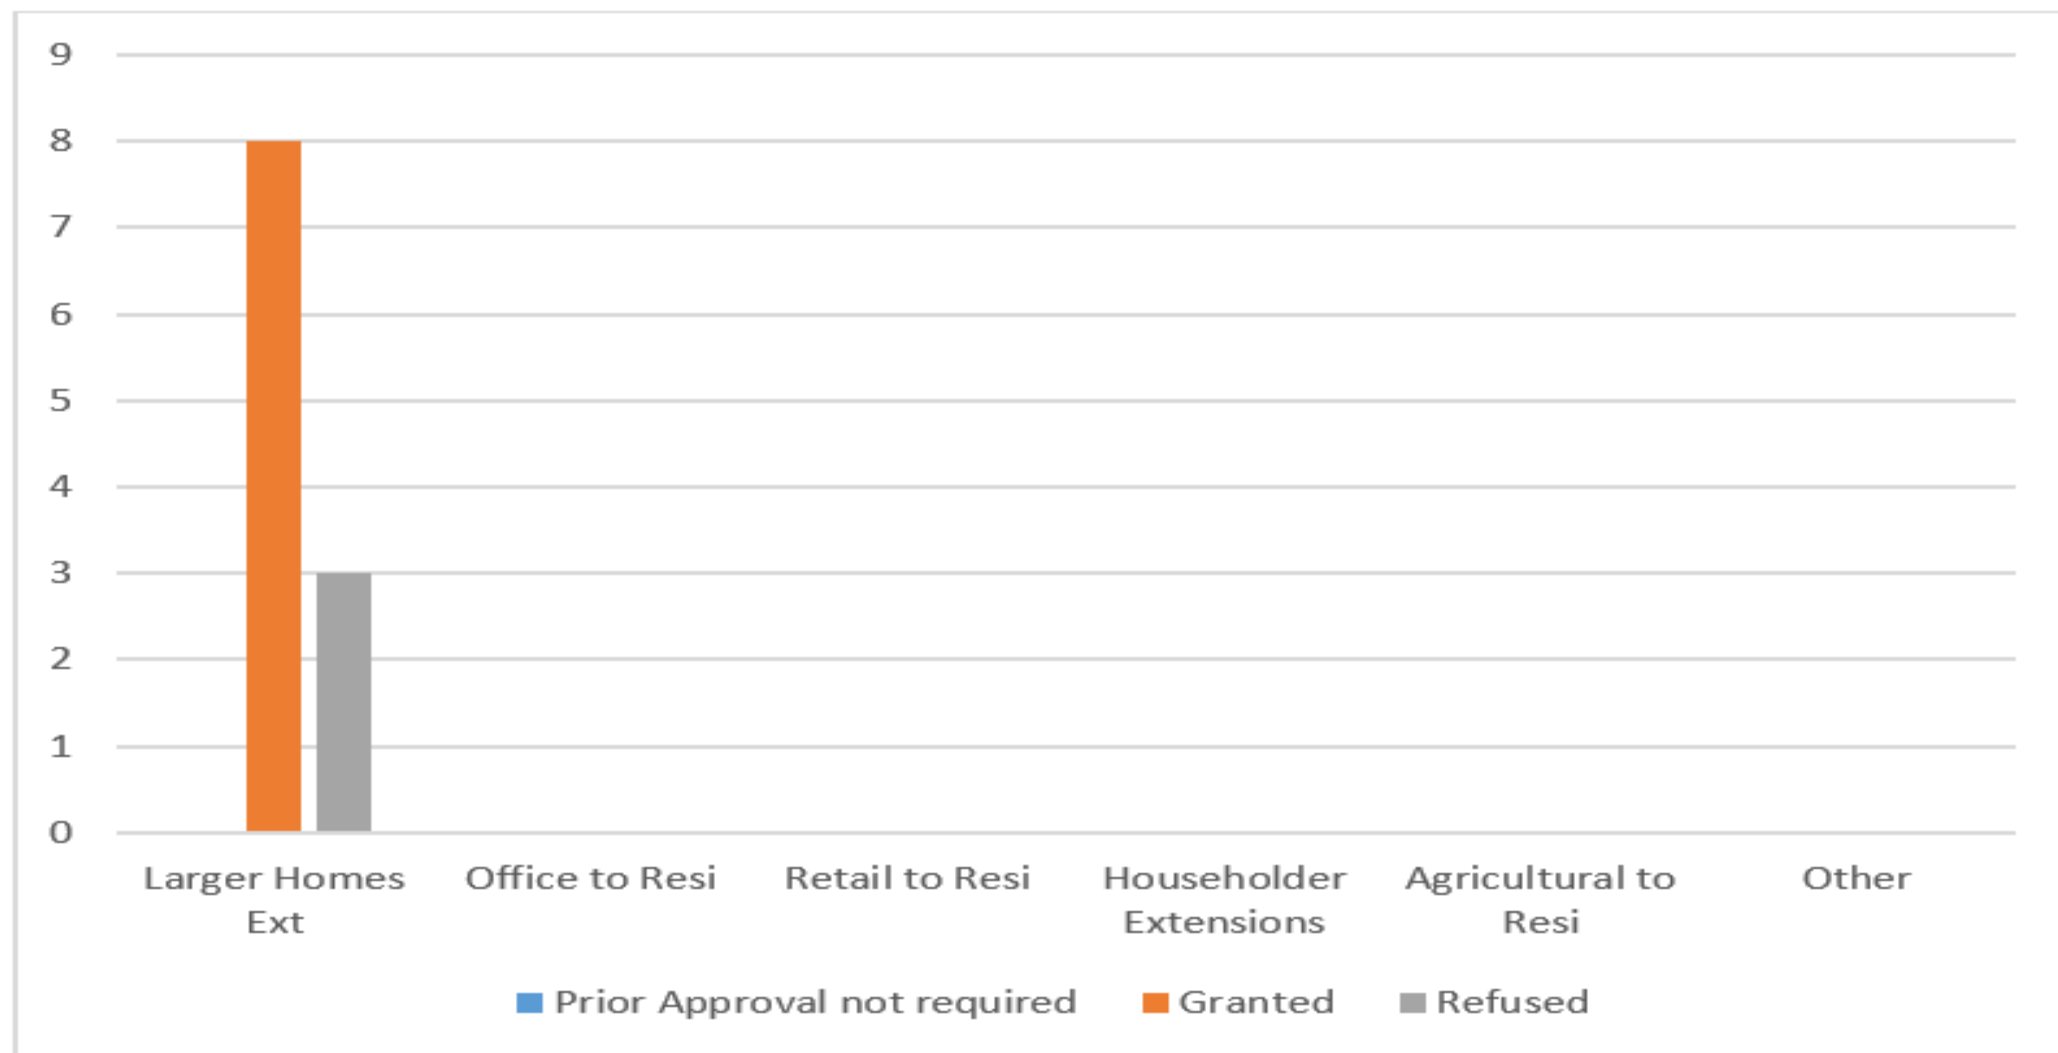 9
8
7
6
5
4
3
2
1
0
Larger Homes Ext
Office to Resi
Retail to Resi
Householder Extensions
Agricultural to Resi
Other
Prior Approval not required
Granted
Refused